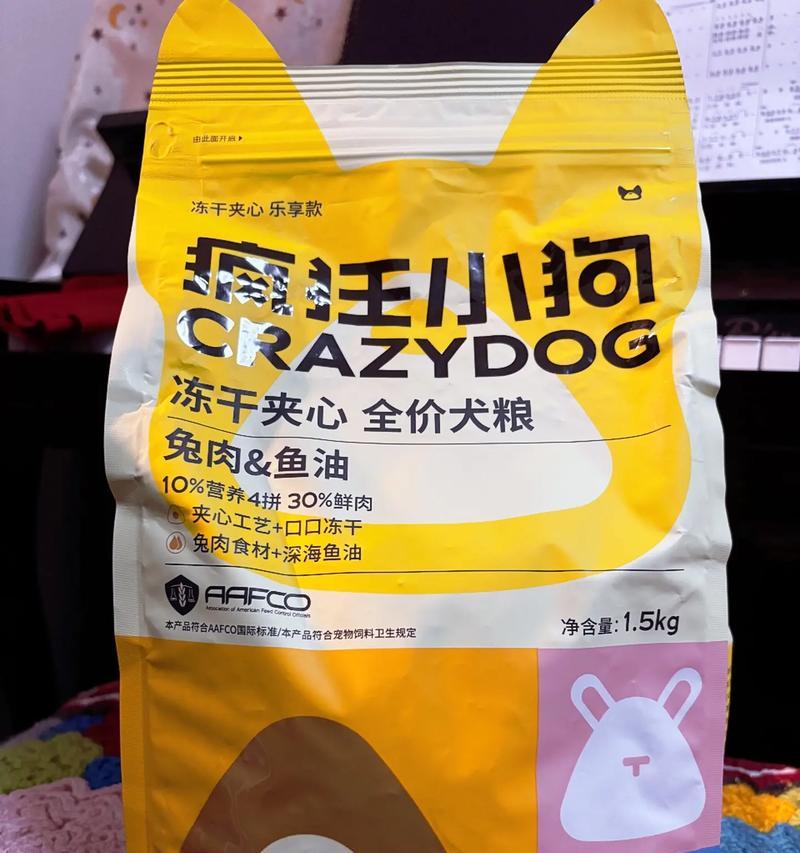 由此面开启
冻干夹心 乐享款
疯狂小狗
CRAZYDOG
冻干夹心 全价犬粮
兔肉&鱼油
10%营养4拼 30%鲜肉
夹心工艺+口口冻干
兔肉食材+深海鱼油
AAFCO
Association of American Feed Control Officials
本产品符合AAFCO国际标准/本产品符合宠物饲料卫生规定
净含量:1.5kg